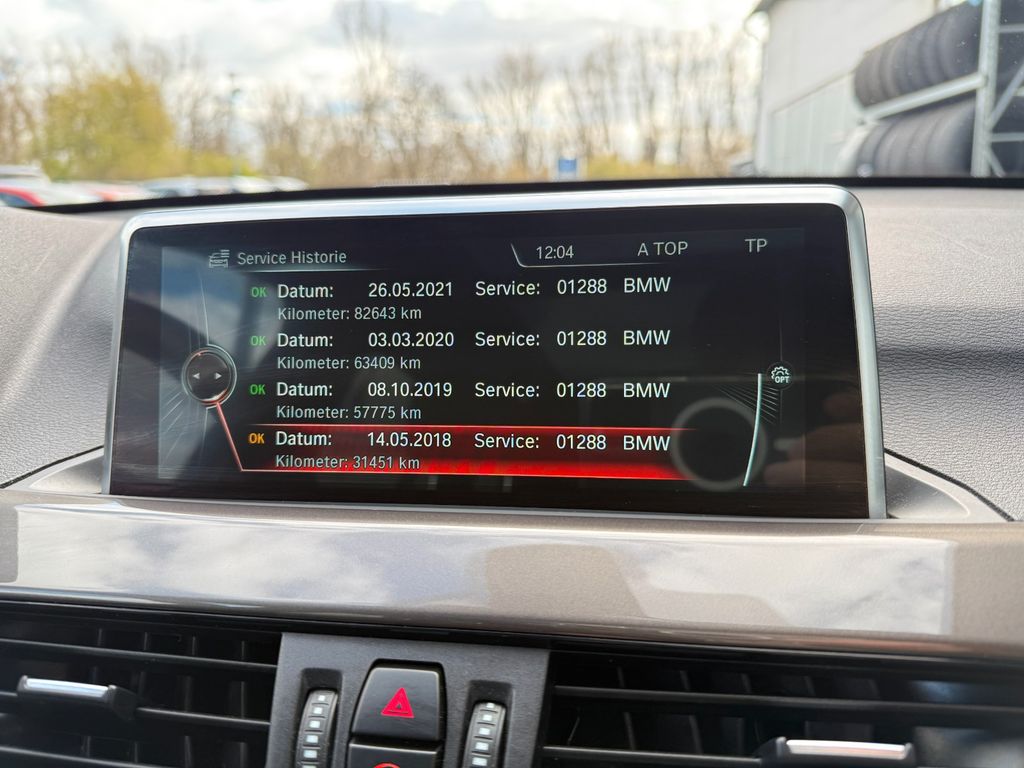 Service Historie 12:04 A TOP TP
OK Datum: 26.05.2021 Service: 01288 BMW
Kilometer: 82643 km
OK Datum: 03.03.2020 Service: 01288 BMW
Kilometer: 63409 km
OPT
OK Datum: 08.10.2019 Service: 01288 BMW
Kilometer: 57775 km
OK Datum: 14.05.2018 Service: 01288 BMW
Kilometer: 31451 km